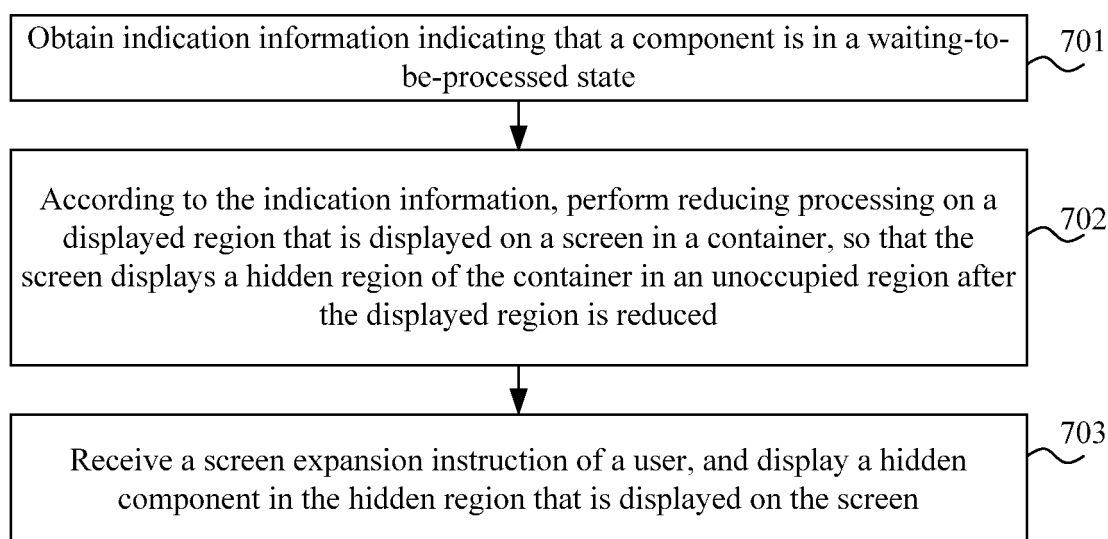 Obtain indication information indicating that a component is in a waiting-to-
be-processed state
701
According to the indication information, perform reducing processing on a
displayed region that is displayed on a screen in a container, so that the
screen displays a hidden region of the container in an unoccupied region after
the displayed region is reduced
702
Receive a screen expansion instruction of a user, and display a hidden
component in the hidden region that is displayed on the screen
703